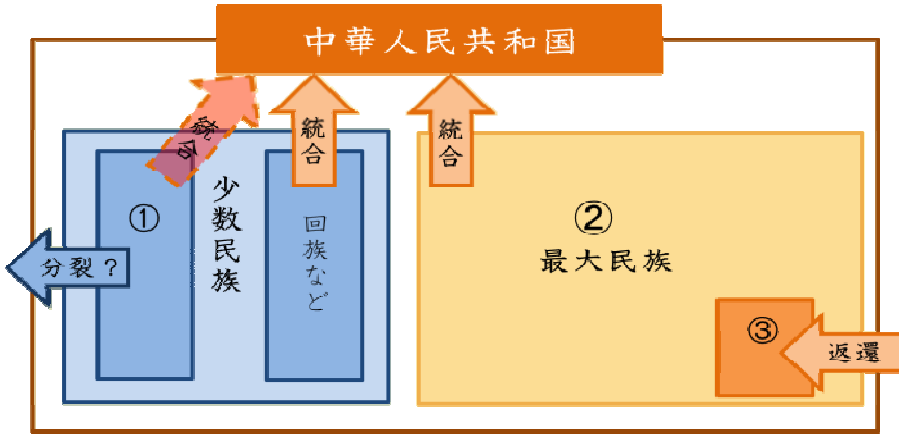 中華人民共和国
統合
統合
統合
①
少数民族
回族など
分裂？
②
最大民族
③
返還